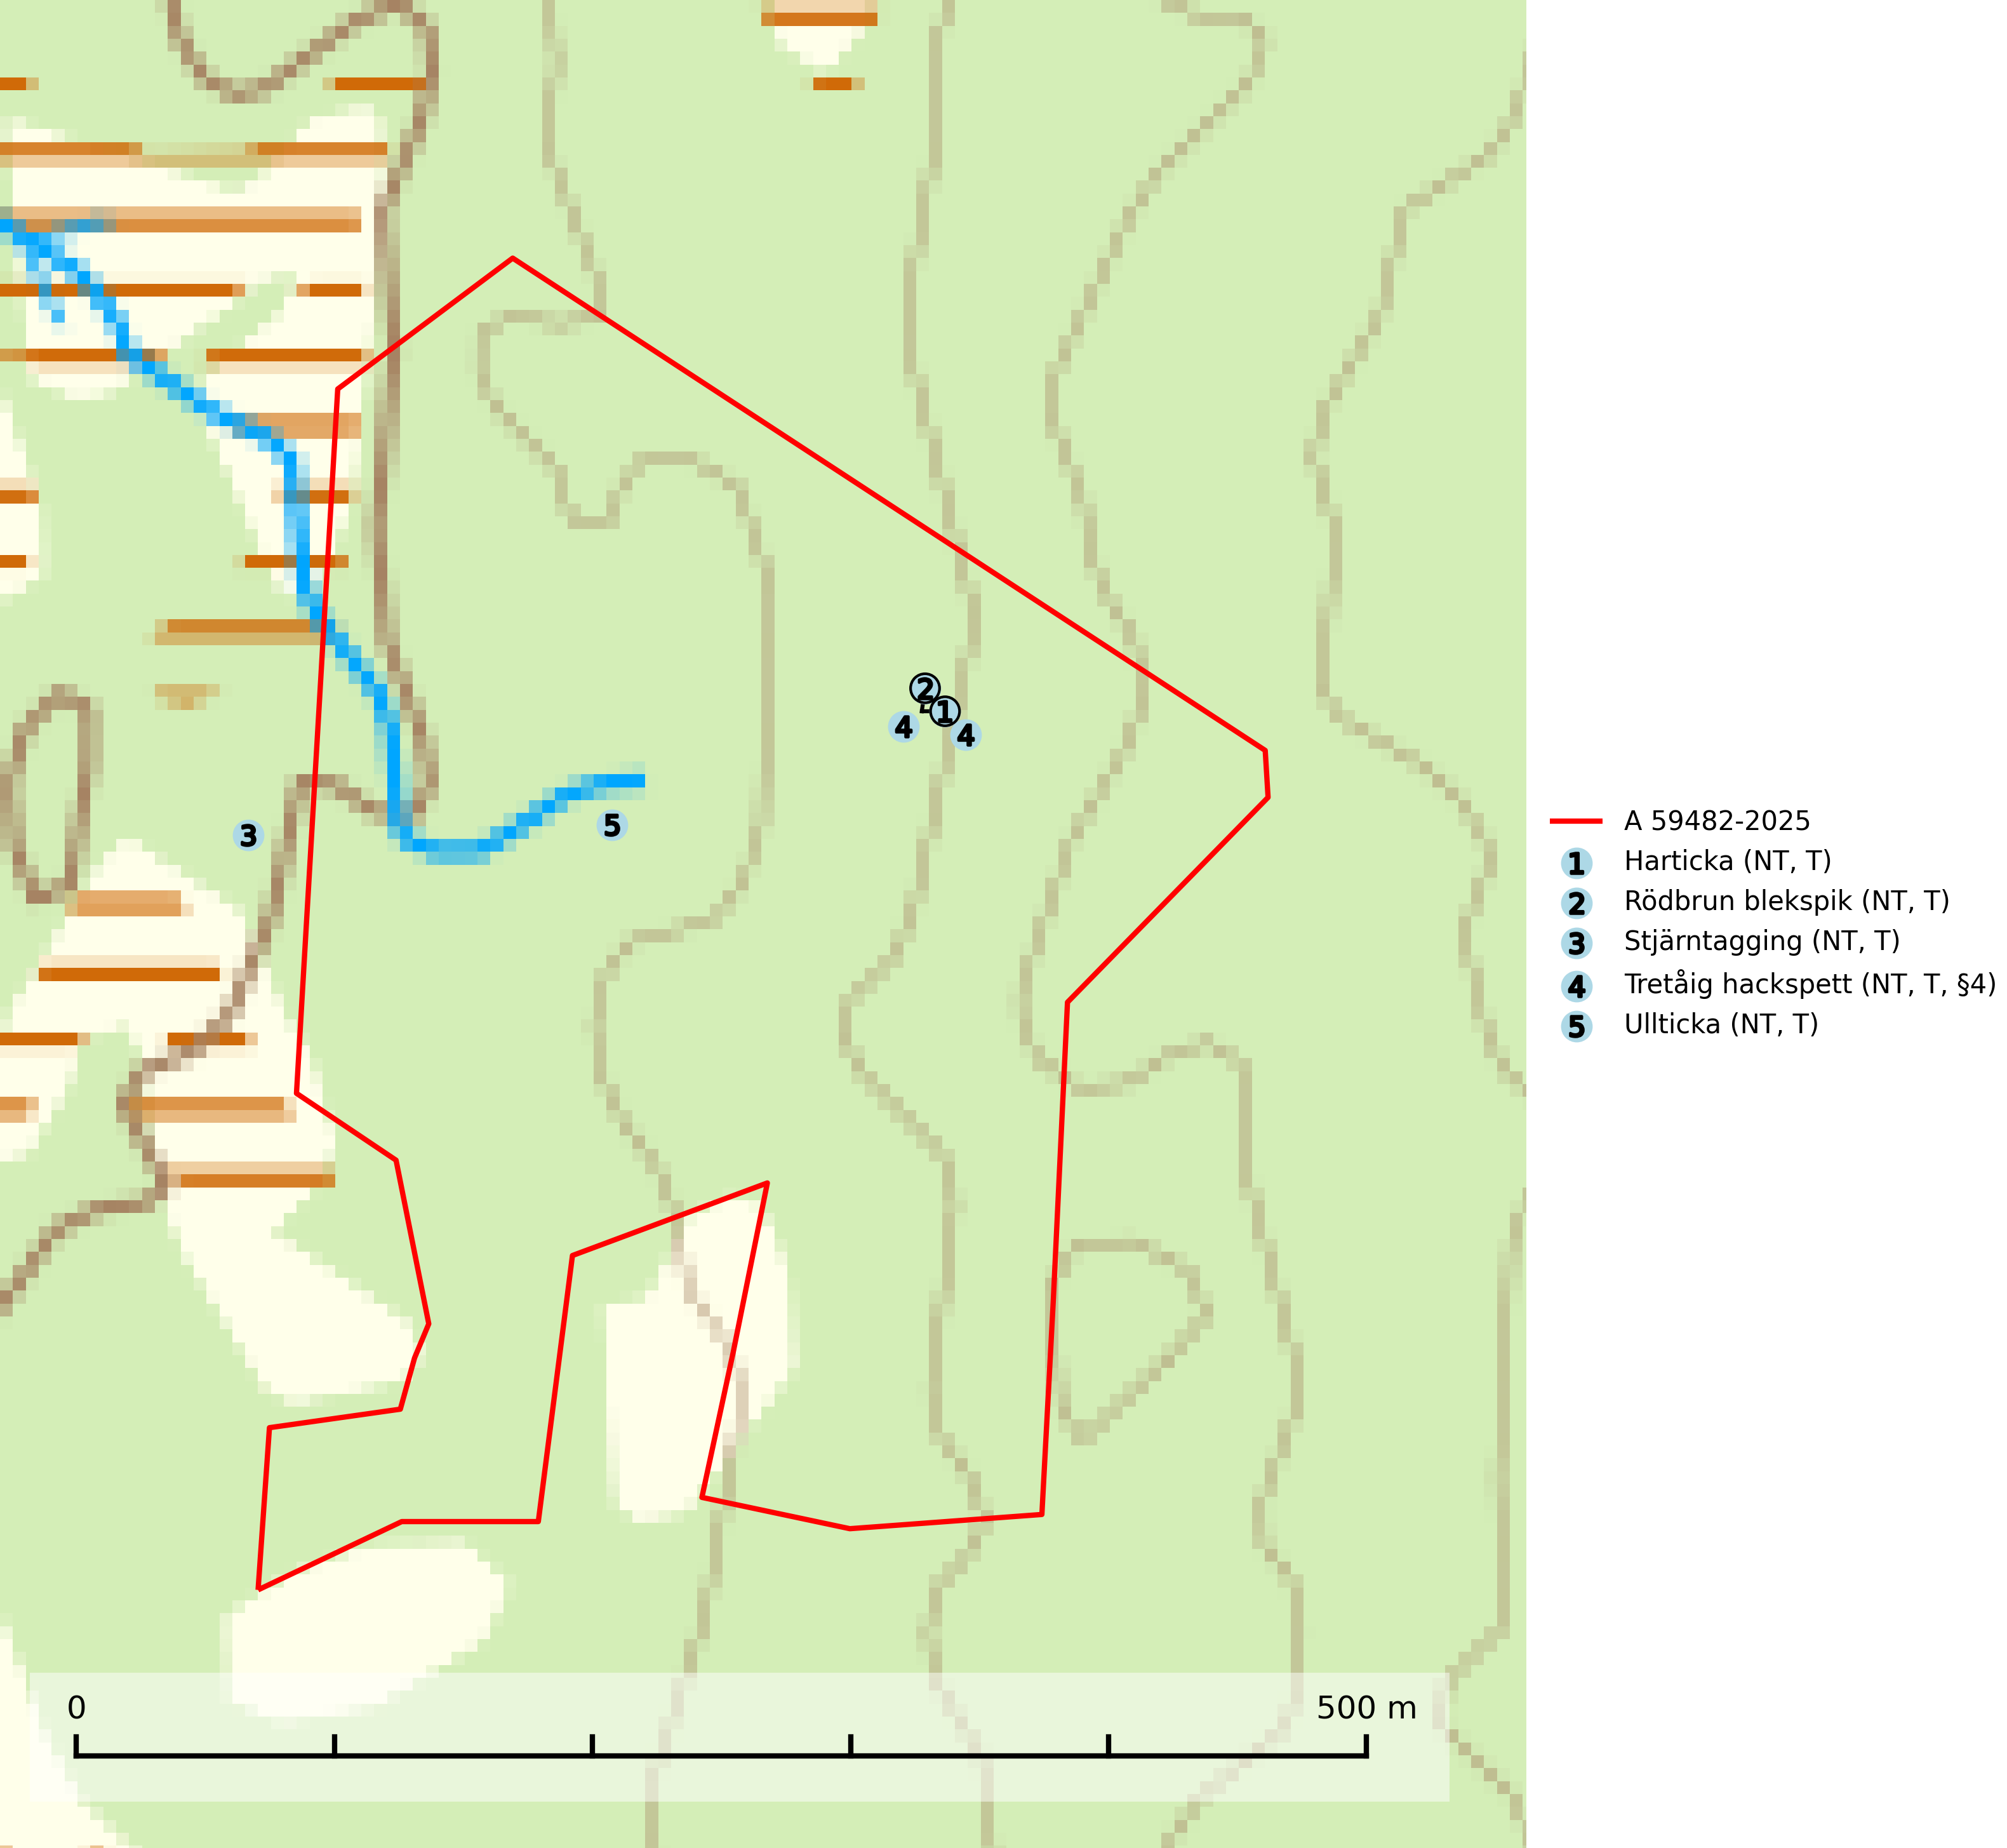 2
1
4
4
3
5
A 59482-2025
1 Harticka (NT, T)
2 Rödbrun blekspik (NT, T)
3 Stjärntagging (NT, T)
4 Tretåig hackspett (NT, T, §4)
5 Ullticka (NT, T)
0 500 m